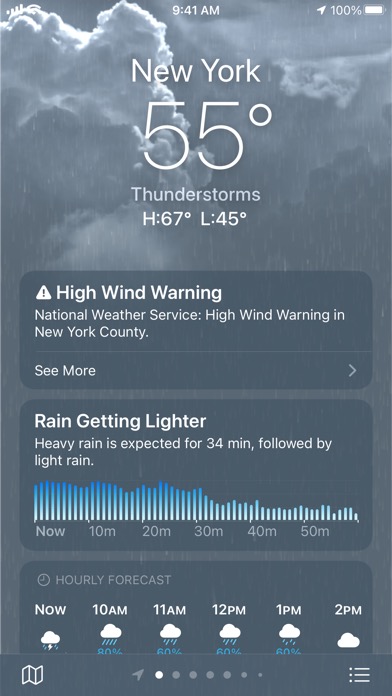 9:41 AM 100%
New York
55°
Thunderstorms
H:67° L:45°
High Wind Warning
National Weather Service: High Wind Warning in
New York County.
See More
Rain Getting Lighter
Heavy rain is expected for 34 min, followed by
light rain.
Now 10m 20m 30m 40m 50m
HOURLY FORECAST
Now 10AM 11AM 12PM 1PM 2PM
80% 60% 60% 60%